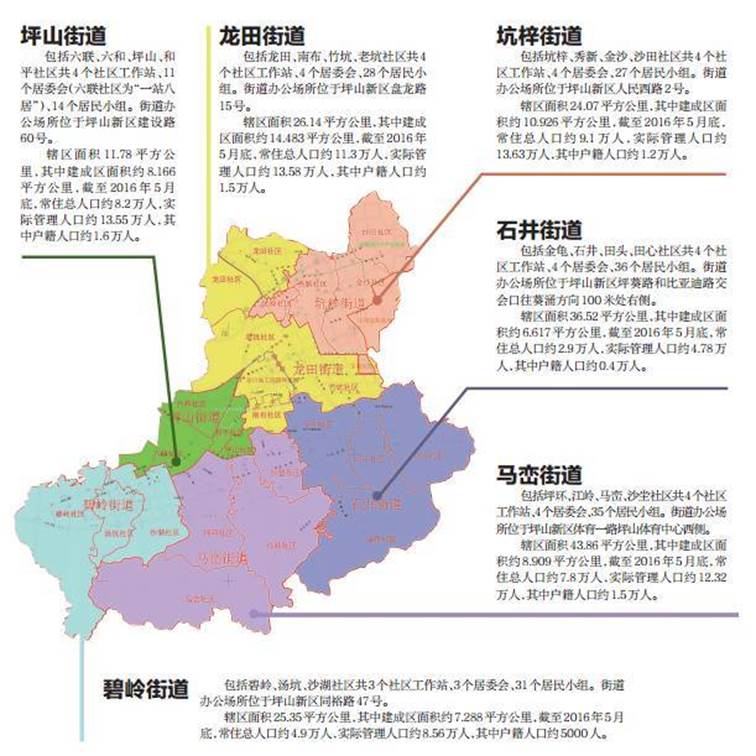 坪山街道
包括六联、六和、坪山、和
平社区共4个社区工作站、11
个居委会(六联社区为“一站八
居”)、14个居民小组。街道办
公场所位于坪山新区建设路
60号。
辖区面积11.78平方公
里,其中建成区面积约8.166
平方公里,截至2016年5月
底,常住总人口约8.2万人,实
际管理人口约13.55万人,其
中户籍人口约1.6万人。
龙田街道
包括龙田、南布、竹坑、老坑社区共4
个社区工作站、4个居委会、28个居民小
组。街道办公场所位于坪山新区盘龙路
15号。
辖区面积26.14平方公里,其中建成区
面积约14.483平方公里,截至2016年
5月底,常住总人口约11.3万人,实际管
理人口约13.58万人,其中户籍人口约
1.5万人。
坑梓街道
包括坑梓、秀新、金沙、沙田社区共4个社
区工作站、4个居委会、27个居民小组。街道
办公场所位于坪山新区人民西路2号。
辖区面积24.07平方公里,其中建成区
面积约10.926平方公里,截至2016年5月底,
常住总人口约9.1万人,实际管理人口约
13.63万人,其中户籍人口约1.2万人。
石井街道
包括金龟、石井、田头、田心社区共4个社
区工作站、4个居委会、36个居民小组。街道
办公场所位于坪山新区坪葵路和比亚迪路交
会口往葵涌方向100米处右侧。
辖区面积36.52平方公里,其中建成区面
积约6.617平方公里,截至2016年5月底,常
住总人口约2.9万人,实际管理人口约4.78万
人,其中户籍人口约0.4万人。
马峦街道
包括坪环、江岭、马峦、沙坣社区共4个社区
工作站、4个居委会、35个居民小组。街道办公场
所位于坪山新区体育一路坪山体育中心西侧。
辖区面积43.86平方公里,其中建成区面
积约8.909平方公里,截至2016年5月底,常
住总人口约7.8万人,实际管理人口约12.32
万人,其中户籍人口约1.5万人。
龙田社区
龙田社区
沙田社区
坑梓街道
龙田街道
坪山街道
碧岭街道
马峦街道
石井街道
碧岭街道
包括碧岭、汤坑、沙湖社区共3个社区工作站、3个居委会、31个居民小组。街道
办公场所位于坪山新区同裕路47号。
辖区面积25.35平方公里,其中建成区面积约7.288平方公里,截至2016年5月
底,常住总人口约4.9万人,实际管理人口约8.56万人,其中户籍人口约5000人。